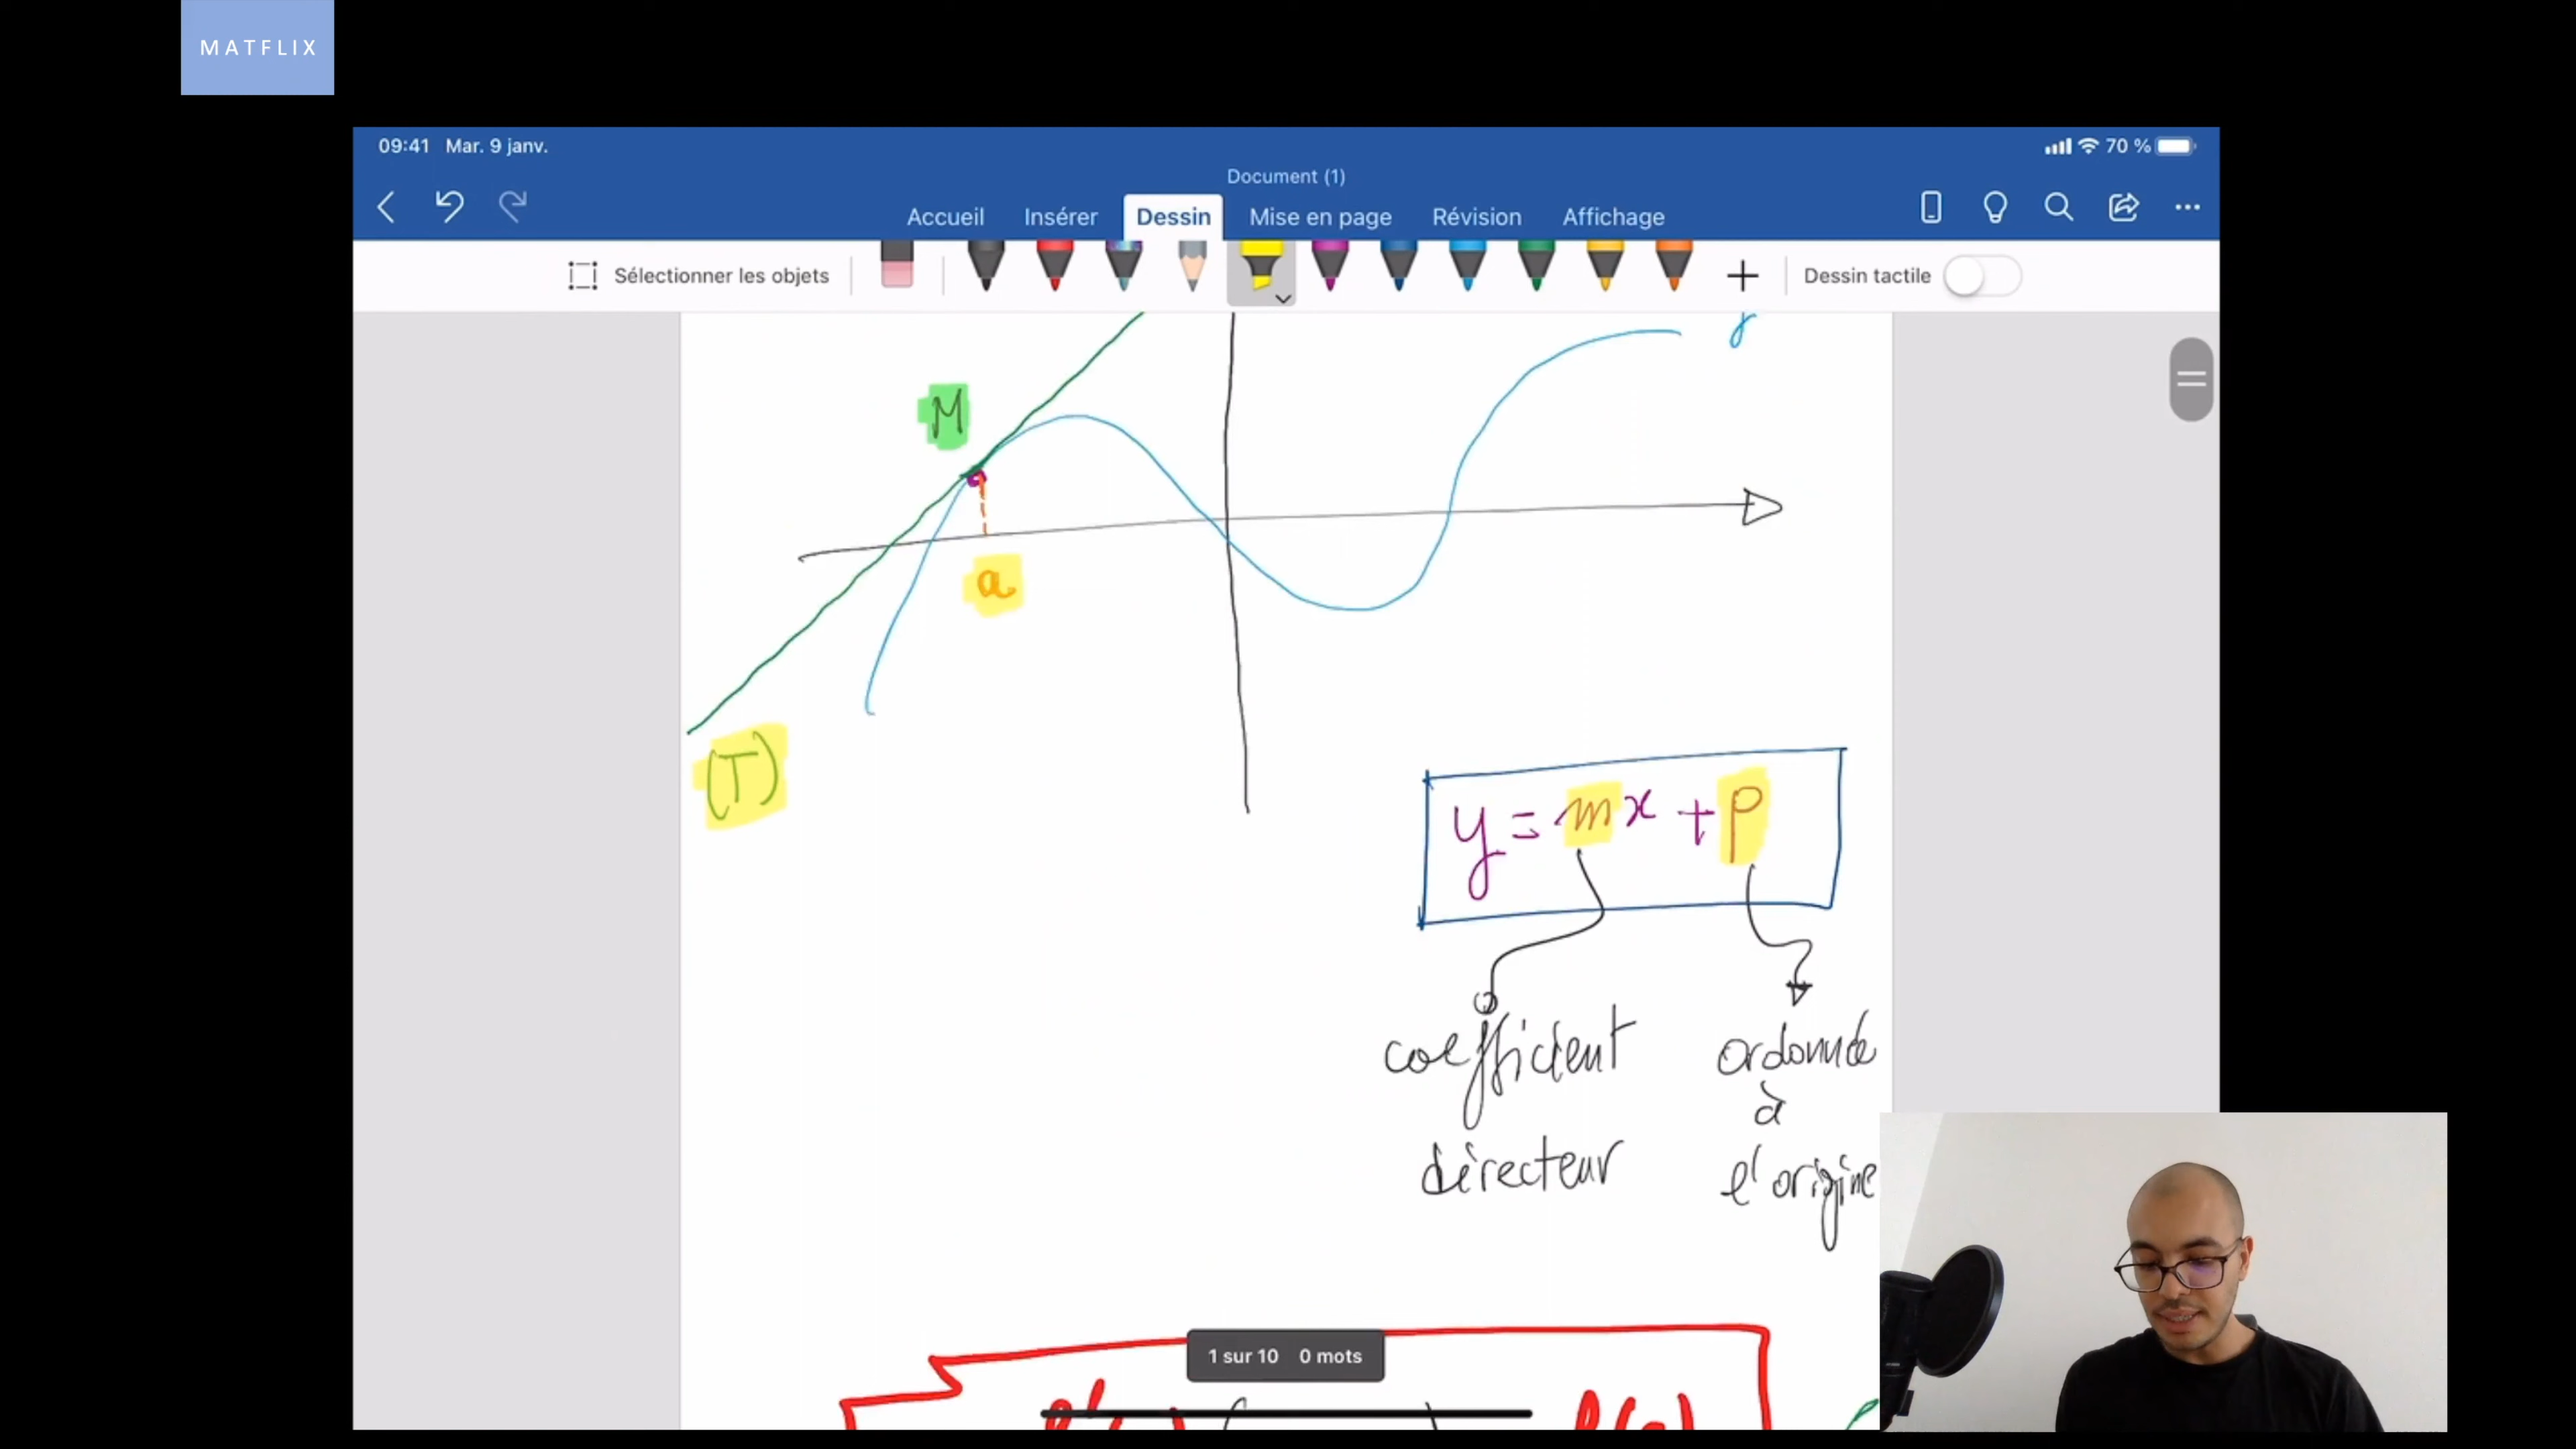 MATFLIX
09:41 Mar. 9 janv.
70 %
Document (1)
Accueil Insérer Dessin Mise en page Révision Affichage
Sélectionner les objets
Dessin tactile
M
a
(T)
y = mx + p
coefficient
directeur
ordonnée
à
l'origine
1 sur 10 0 mots